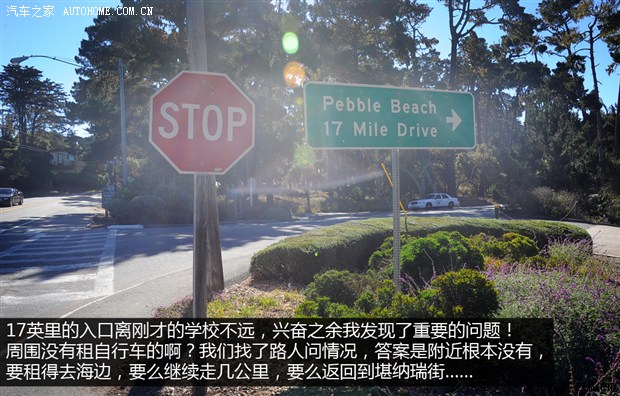 汽车之家 AUTOHOME.COM.CN
STOP
Pebble Beach
17 Mile Drive
17英里的入口离刚才的学校不远，兴奋之余我发现了重要的问题！
周围没有租自行车的啊？我们找了路人问情况，答案是附近根本没有，
要租得去海边，要么继续走几公里，要么返回到堪纳瑞街......